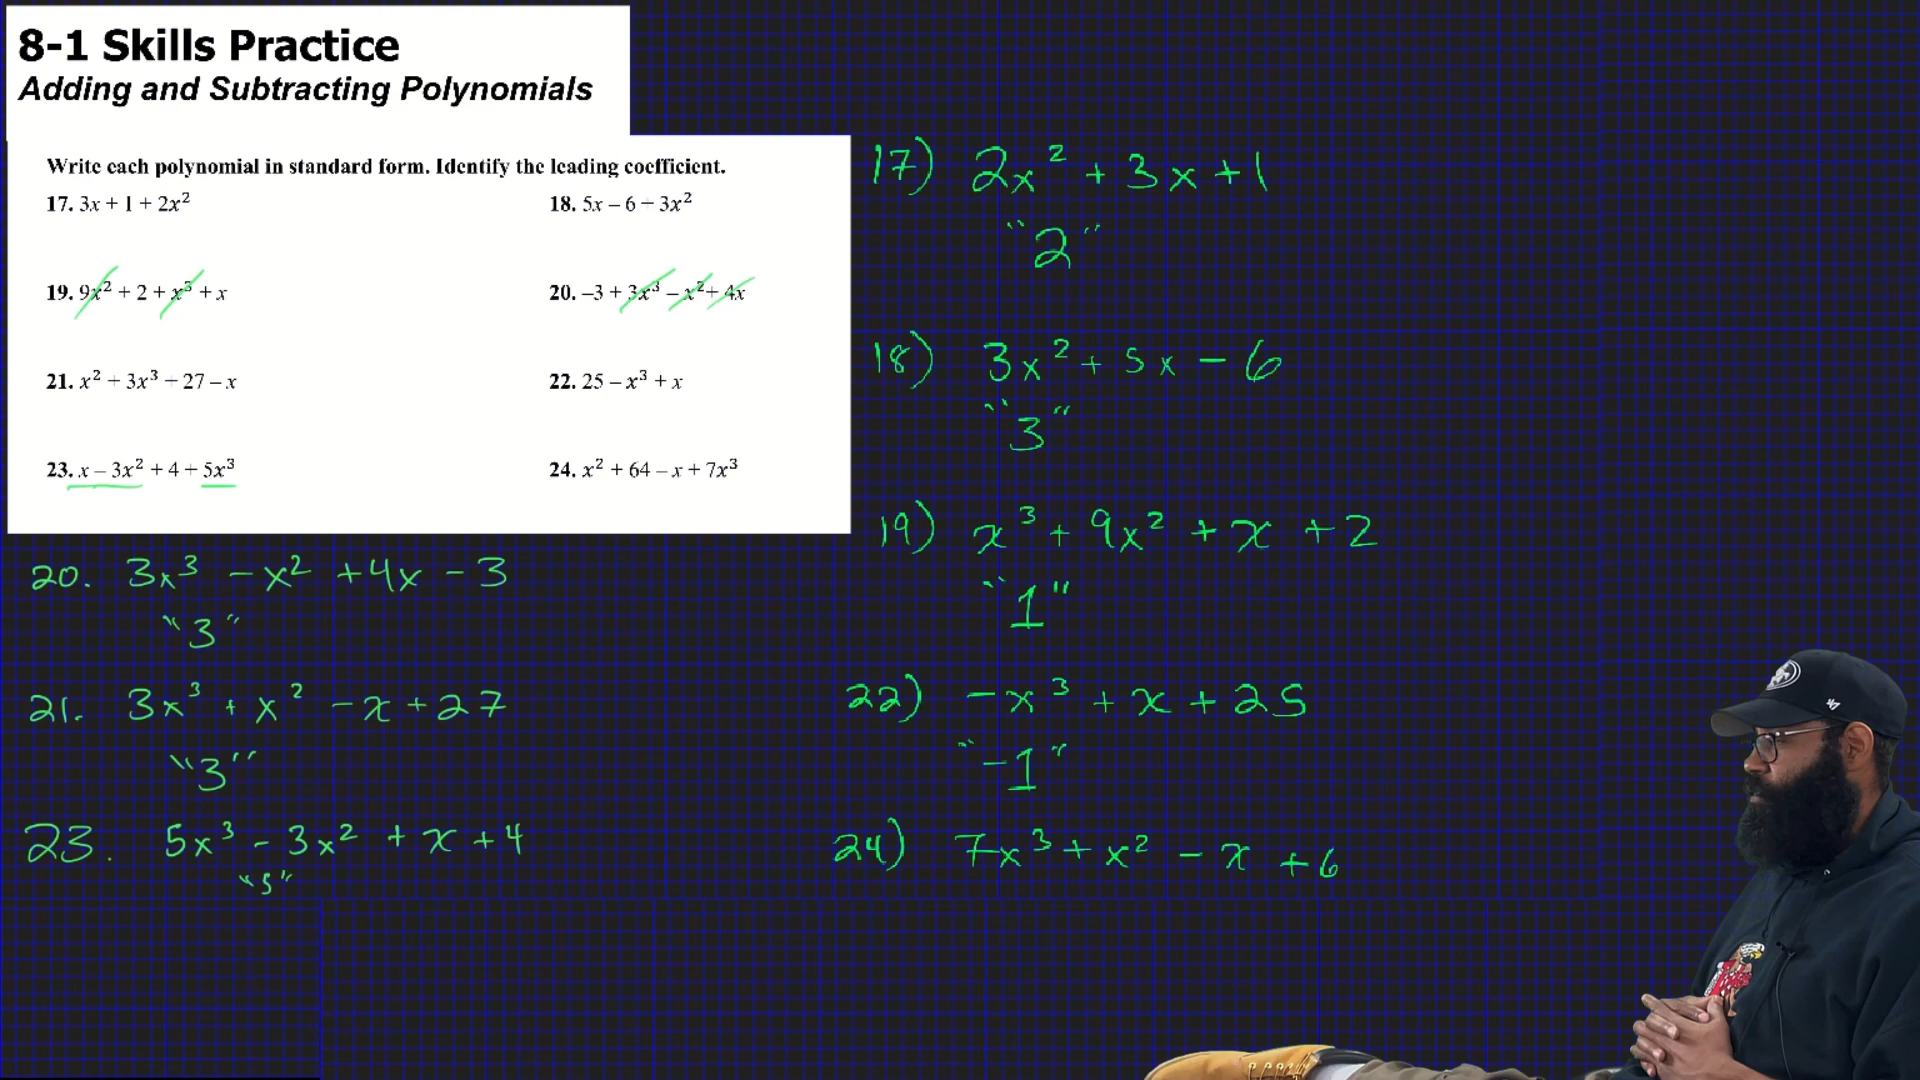 8-1 Skills Practice
Adding and Subtracting Polynomials
Write each polynomial in standard form. Identify the leading coefficient.
17. 3x + 1 + 2x²
18. 5x – 6 + 3x²
19. 9x² + 2 + x³ + x
20. –3 + 3x³ – x² + 4x
21. x² + 3x³ + 27 – x
22. 25 – x³ + x
23. x – 3x² + 4 + 5x³
24. x² + 64 – x + 7x³
17) 2x² + 3x + 1
"2"
18) 3x² + 5x - 6
"3"
19) x³ + 9x² + x + 2
"1"
20. 3x³ - x² + 4x - 3
"3"
21. 3x³ + x² - x + 27
"3"
22) -x³ + x + 25
"-1"
23. 5x³ - 3x² + x + 4
"5"
24) 7x³ + x² - x + 6